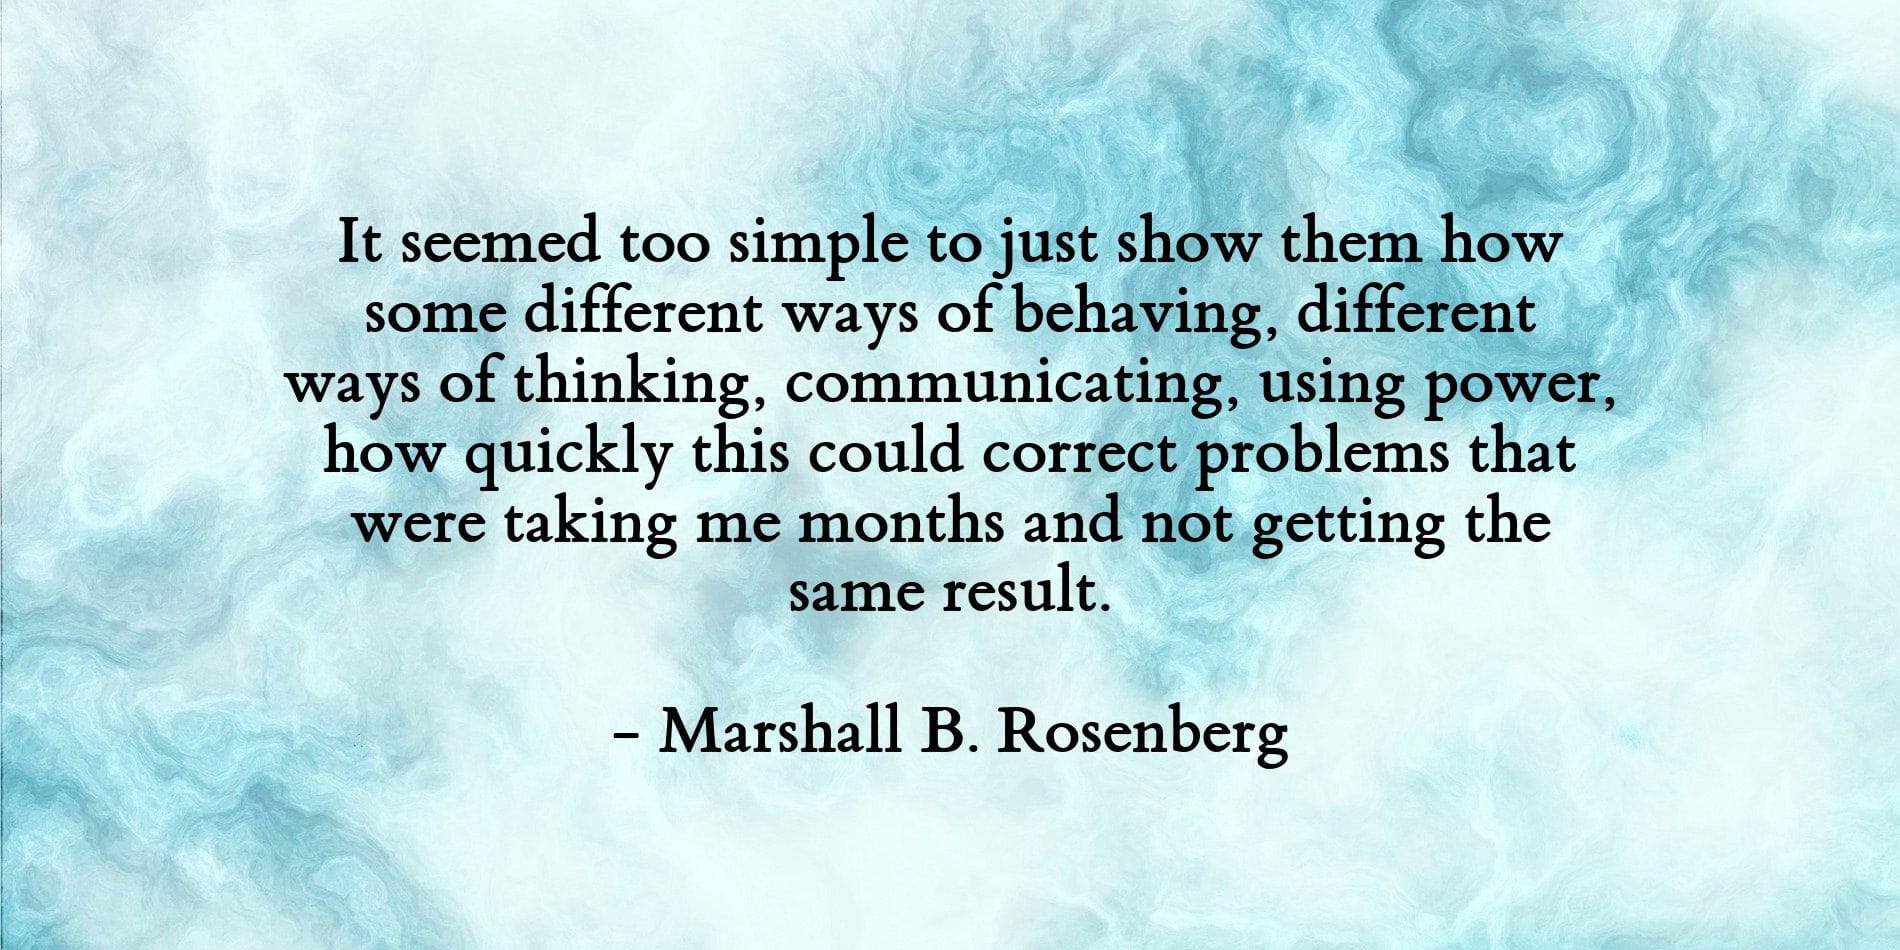 It seemed too simple to just show them how
some different ways of behaving, different
ways of thinking, communicating, using power,
how quickly this could correct problems that
were taking me months and not getting the
same result.
– Marshall B. Rosenberg